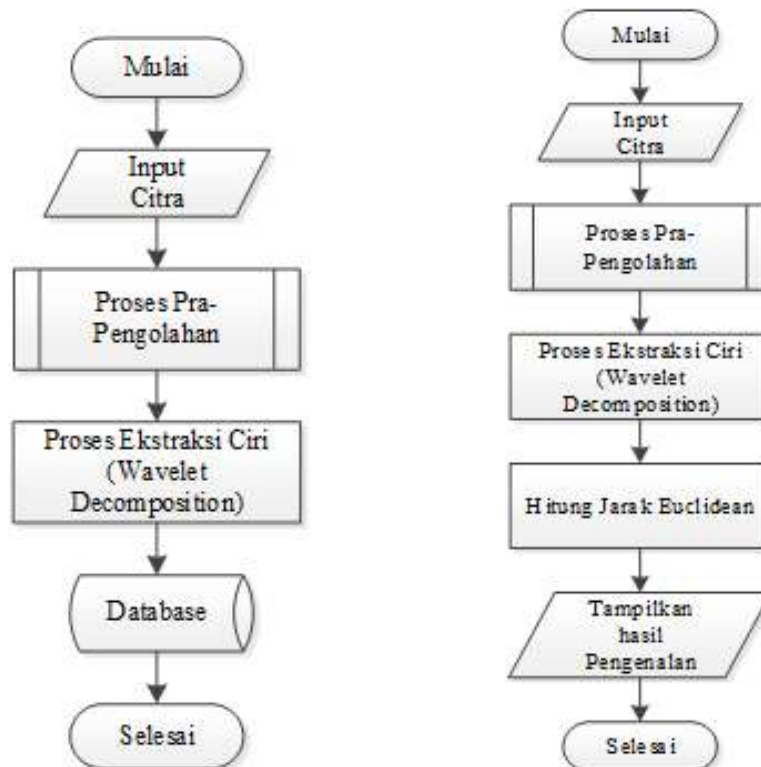 Mulai
Input
Citra
Proses Pra-
Pengolahan
Proses Ekstraksi Ciri
(Wavelet
Decomposition)
Database
Selesai
Mulai
Input
Citra
Proses Pra-
Pengolahan
Proses Ekstraksi Ciri
(Wavelet
Decomposition)
Hitung Jarak Euclidean
Tampilkan
hasil
Pengenalan
Selesai